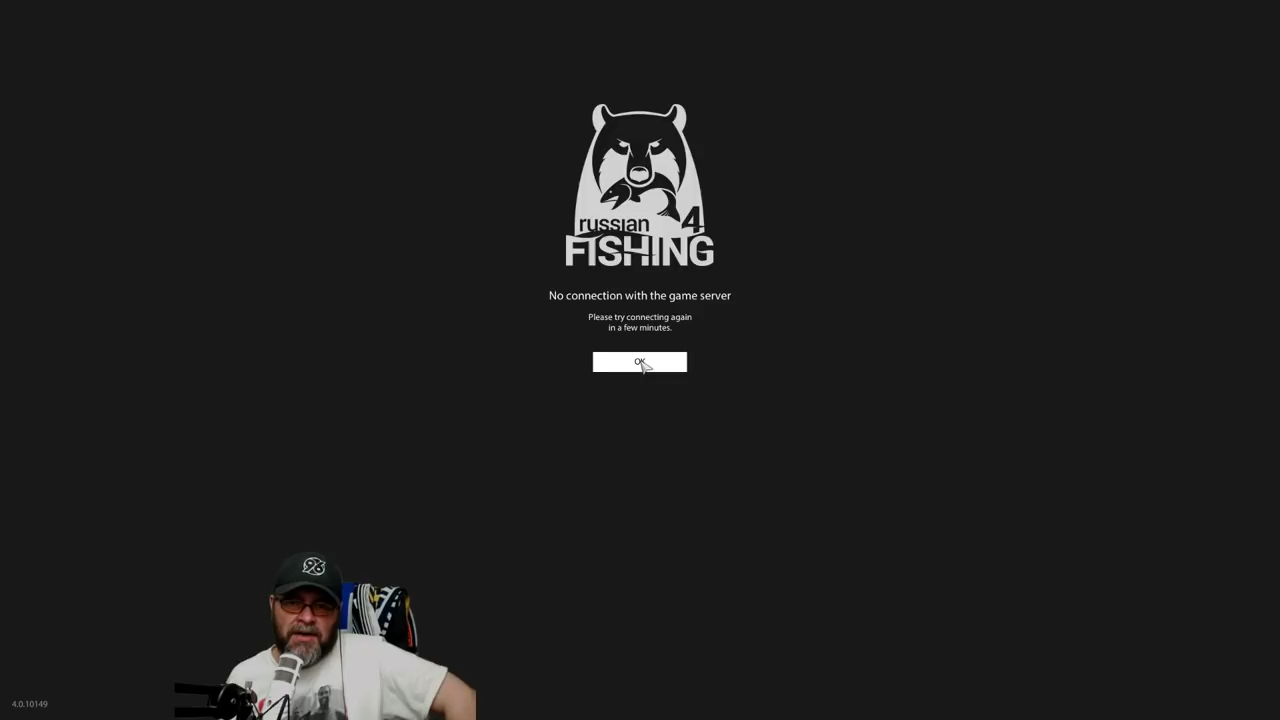 russian 4
FISHING
No connection with the game server
Please try connecting again
in a few minutes.
OK
96
4.0.10149